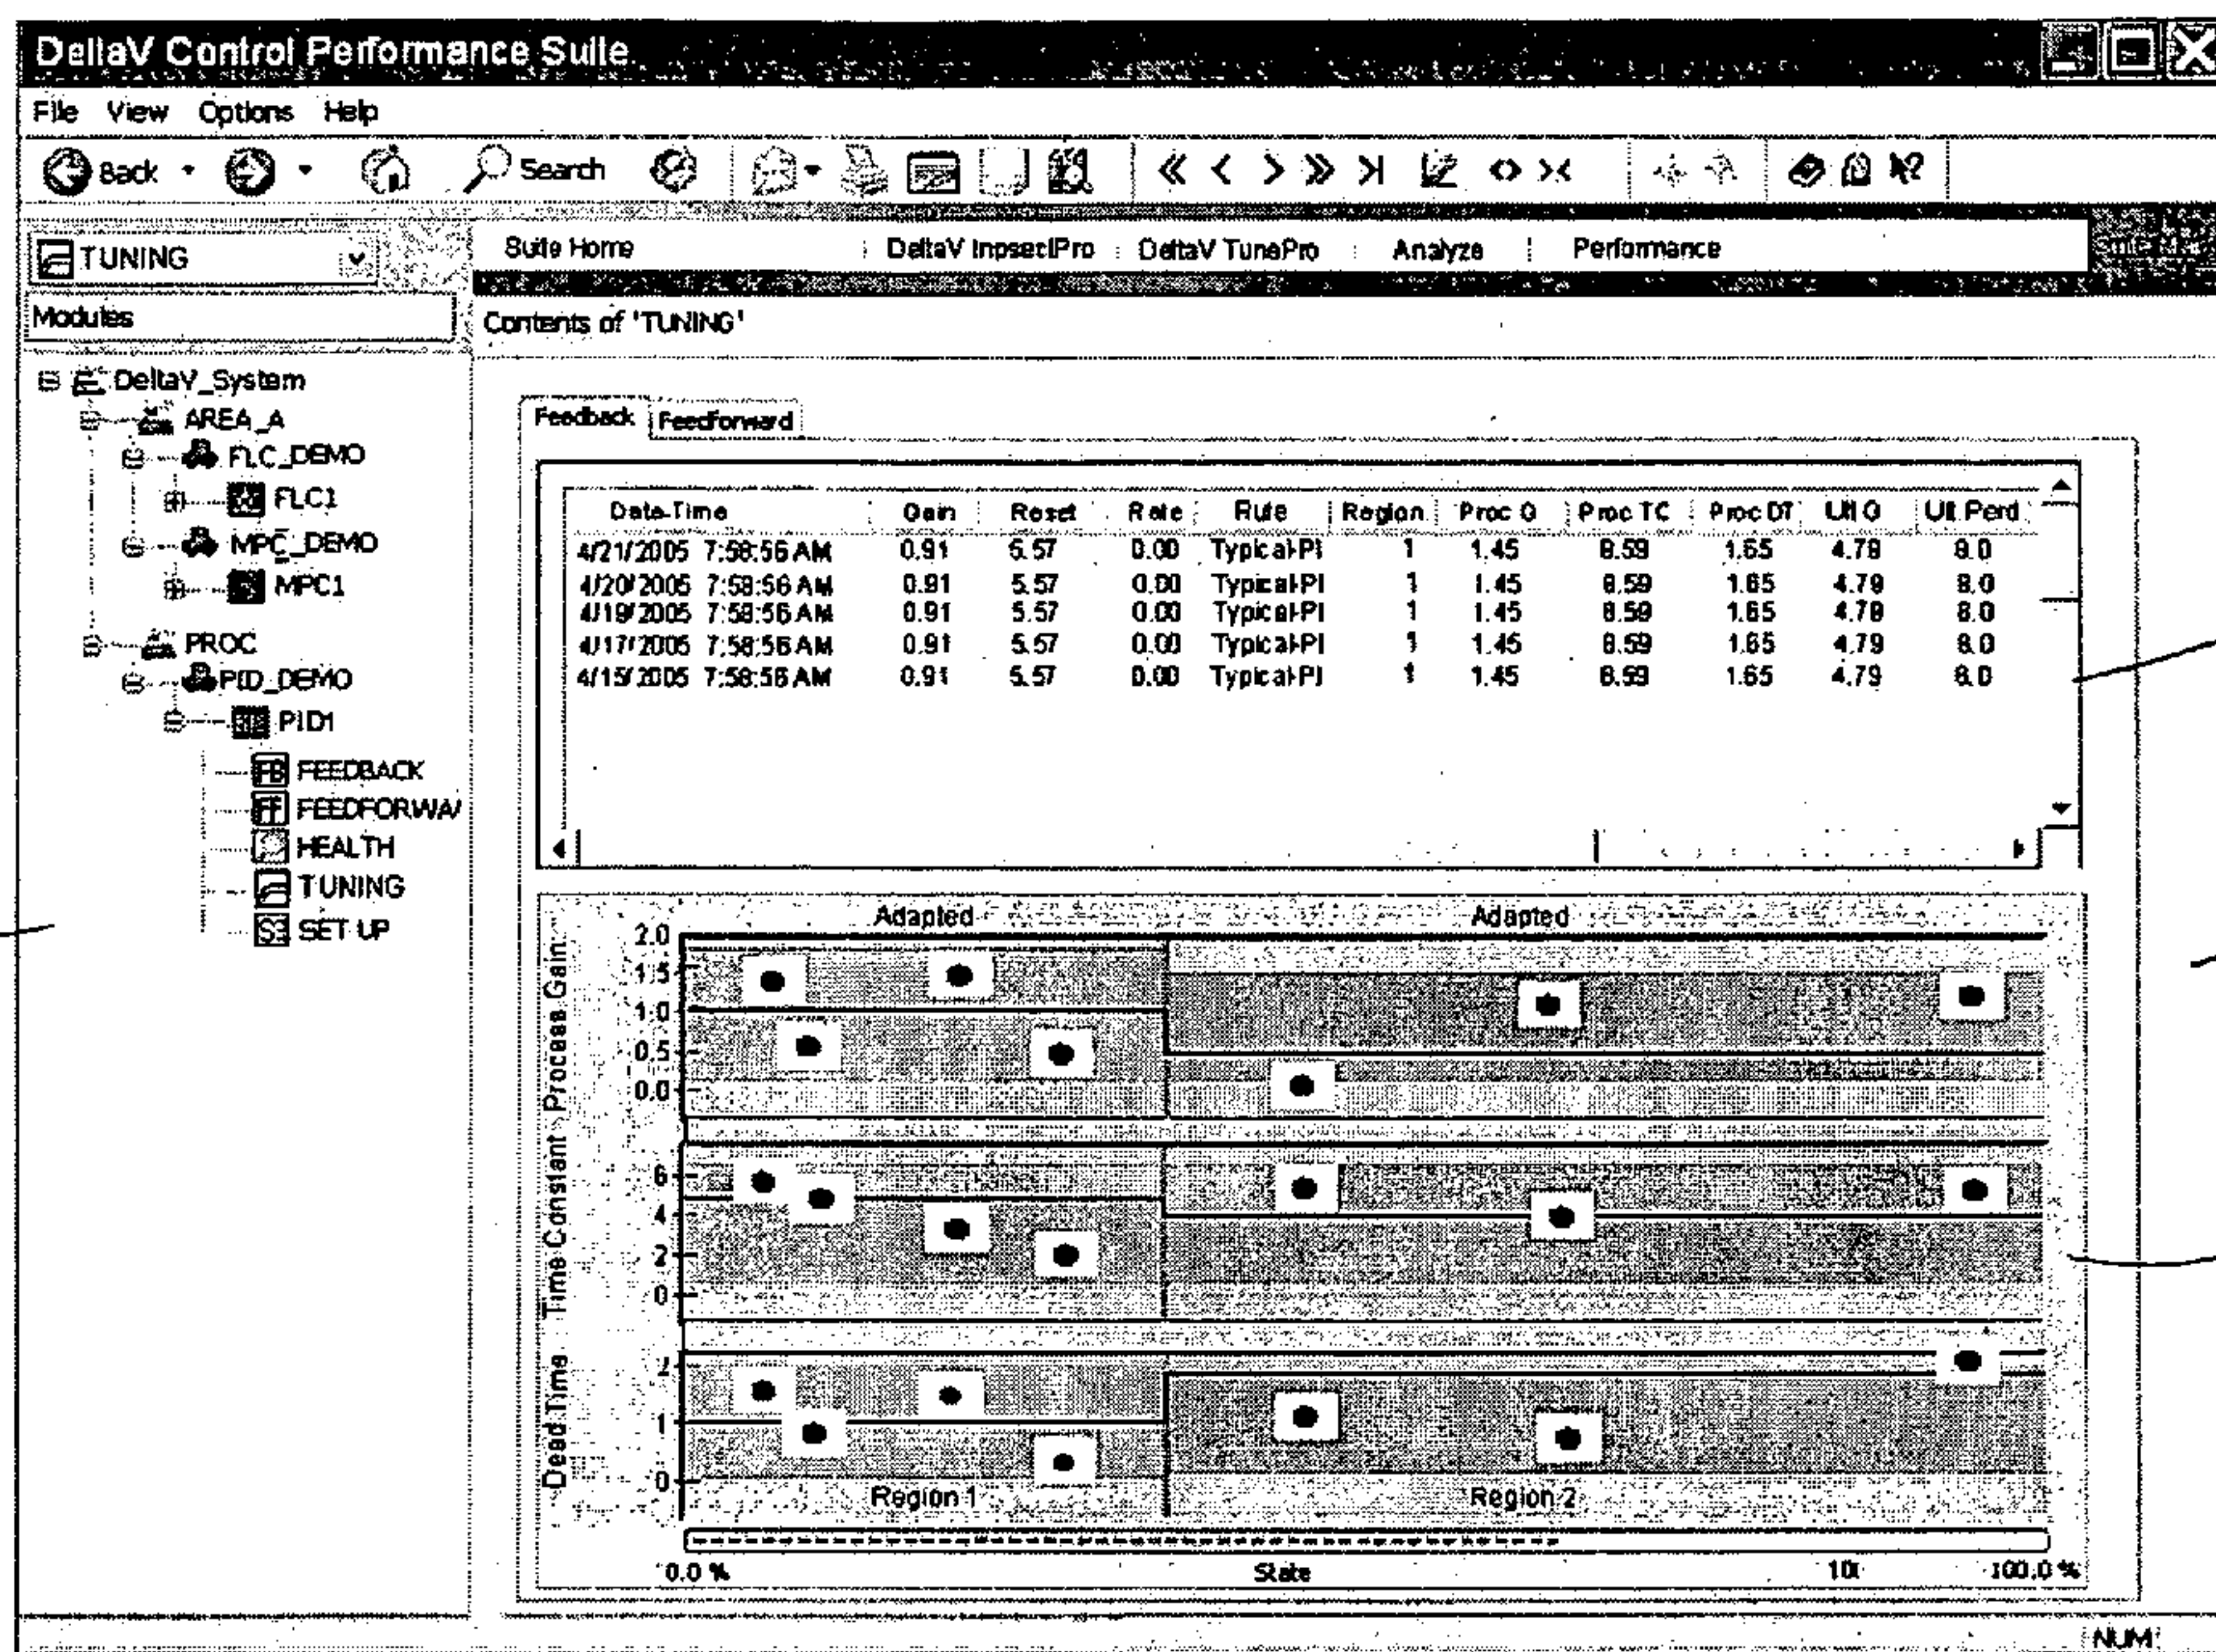 DeltaV Control Performance Suite
File View Options Help
Back Search
TUNING
Suite Home DeltaV InpsectPro DeltaV TunePro Analyze Performance
Modules
Contents of 'TUNING'
DeltaV_System
AREA_A
FLC_DEMO
FLC1
MPC_DEMO
MPC1
PROC
PID_DEMO
PID1
FB FEEDBACK
FF FEEDFORWA
HEALTH
TUNING
SET UP
Feedback Feedforward
Date-Time Gain Reset Rate Rule Region Proc G Proc TC Proc DT Ult G Ult Perd
4/21/2005 7:58:56 AM 0.91 5.57 0.00 Typical-PI 1 1.45 8.59 1.65 4.79 8.0
4/20/2005 7:58:56 AM 0.91 5.57 0.00 Typical-PI 1 1.45 8.59 1.65 4.79 8.0
4/19/2005 7:58:56 AM 0.91 5.57 0.00 Typical-PI 1 1.45 8.59 1.65 4.79 8.0
4/17/2005 7:58:56 AM 0.91 5.57 0.00 Typical-PI 1 1.45 8.59 1.65 4.79 8.0
4/15/2005 7:58:56 AM 0.91 5.57 0.00 Typical-PI 1 1.45 8.59 1.65 4.79 8.0
Adapted Adapted
Process Gain
2.0
1.5
1.0
0.5
0.0
Time Constant
6
4
2
0
Dead Time
2
1
0
Region 1 Region 2
0.0 % State 10 100.0 %
NUM